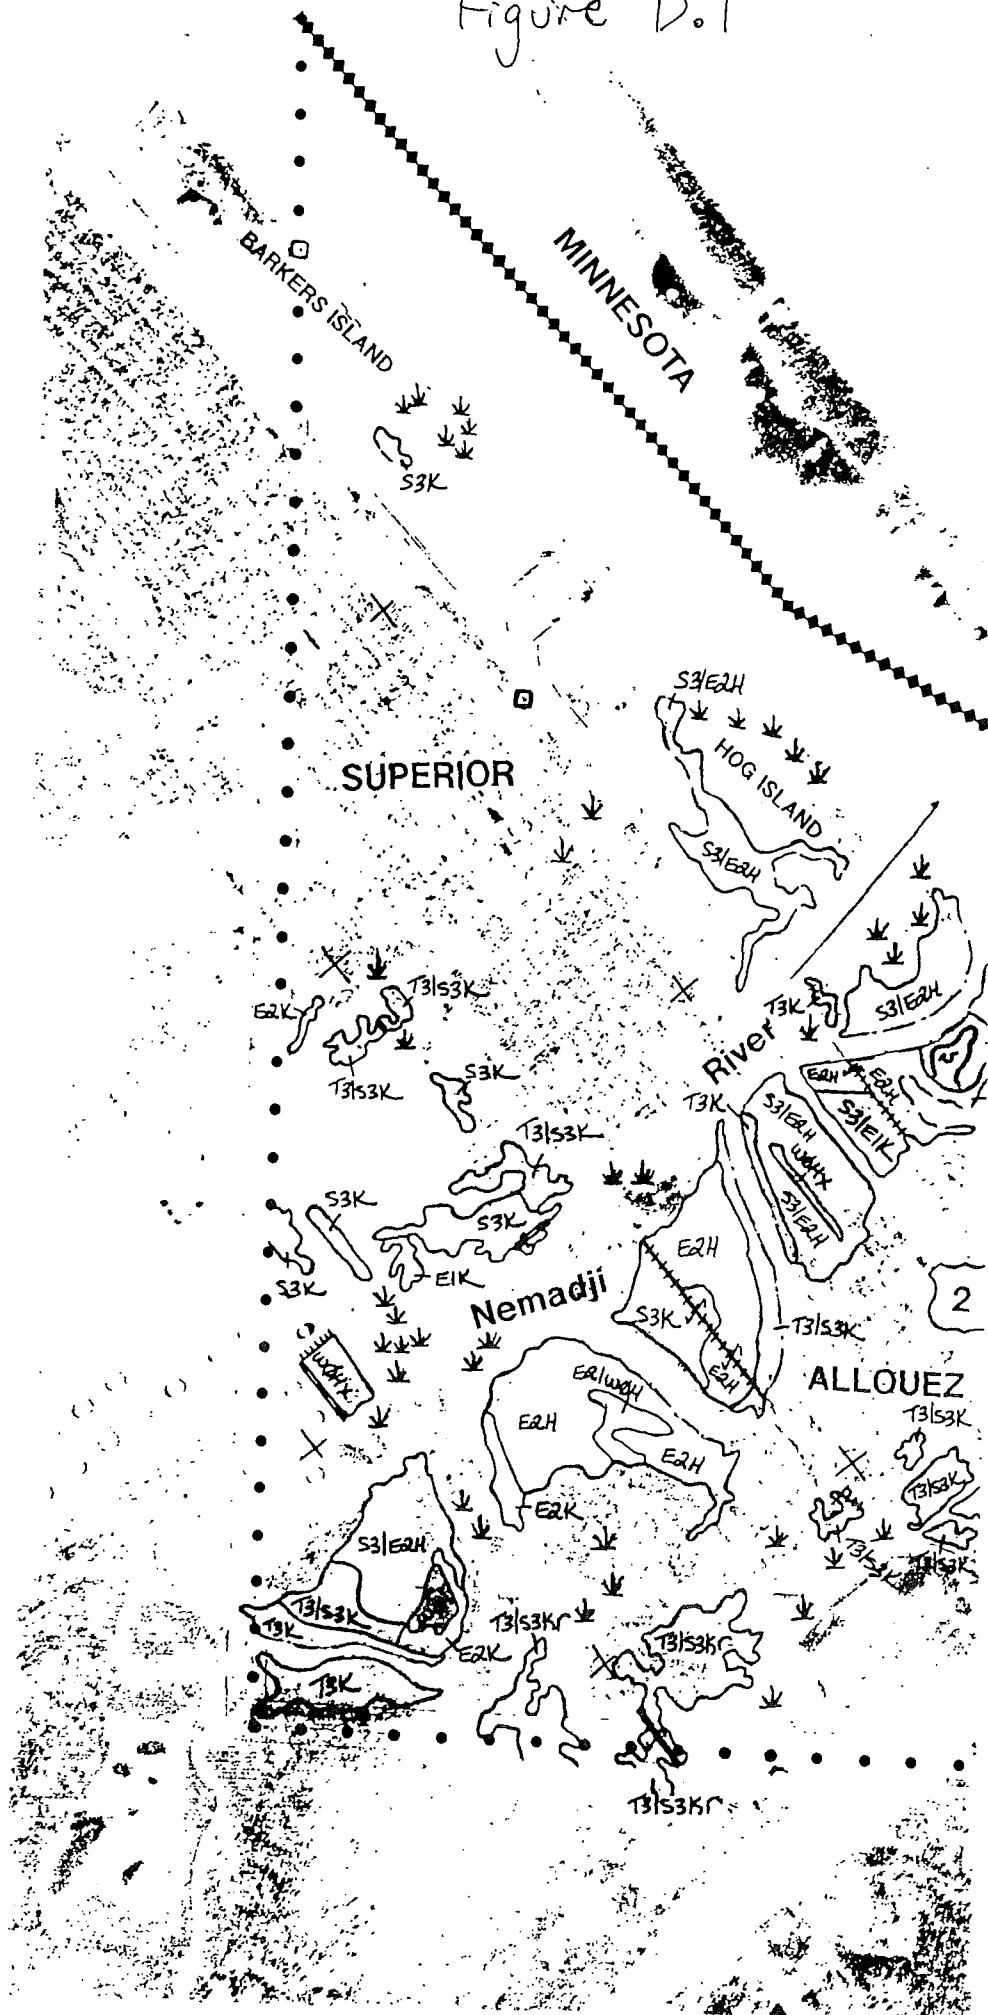 Figure D.1
MINNESOTA
BARKERS ISLAND
S3K
S3/E2H
HOG ISLAND
SUPERIOR
S3/E2H
E2K
T3/S3K
T3K
S3/E2H
River
T3/S3K
S3K
E2H
E2H
T3K
S3/E2H
S3/E1K
T3/S3K
W0HX
S3K
S3K
S3/E2H
E2H
S3K
E1K
Nemadji
2
S3K
T3/S3K
W0HX
E2H
ALLOUEZ
E2/W0H
T3/S3K
E2H
E2H
T3/S3K
E2K
S3/E2H
T3/S3K
T3/S3K
T3/S3K
T3/S3Kr
T3K
E2K
T3/S3Kr
T3K
T3/S3Kr